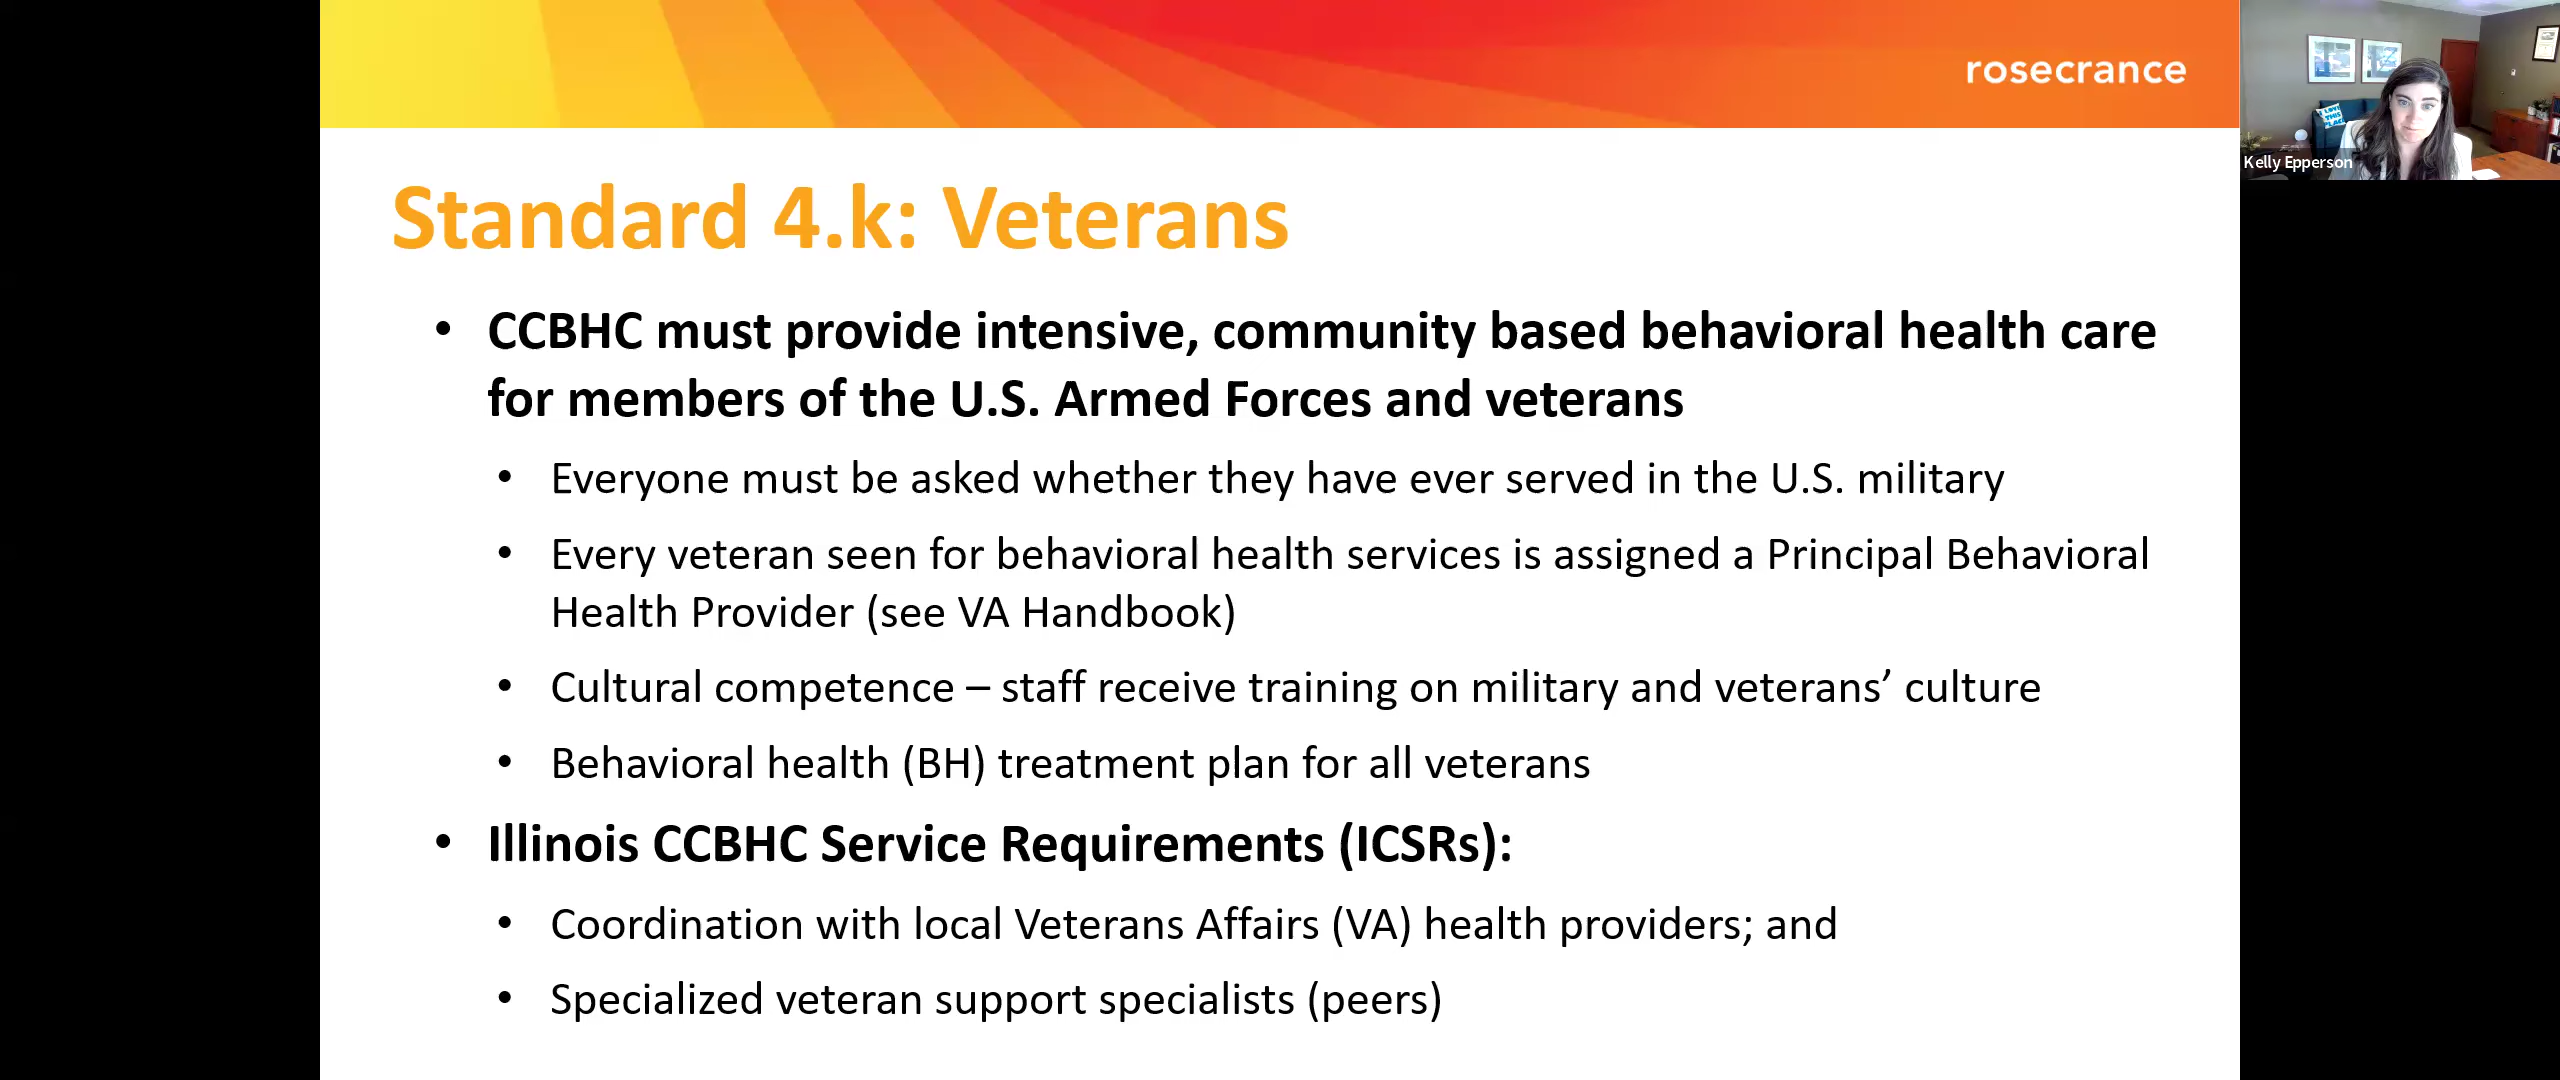 rosecrance
Kelly Epperson
Standard 4.k: Veterans
• CCBHC must provide intensive, community based behavioral health care
for members of the U.S. Armed Forces and veterans
• Everyone must be asked whether they have ever served in the U.S. military
• Every veteran seen for behavioral health services is assigned a Principal Behavioral
Health Provider (see VA Handbook)
• Cultural competence – staff receive training on military and veterans’ culture
• Behavioral health (BH) treatment plan for all veterans
• Illinois CCBHC Service Requirements (ICSRs):
• Coordination with local Veterans Affairs (VA) health providers; and
• Specialized veteran support specialists (peers)